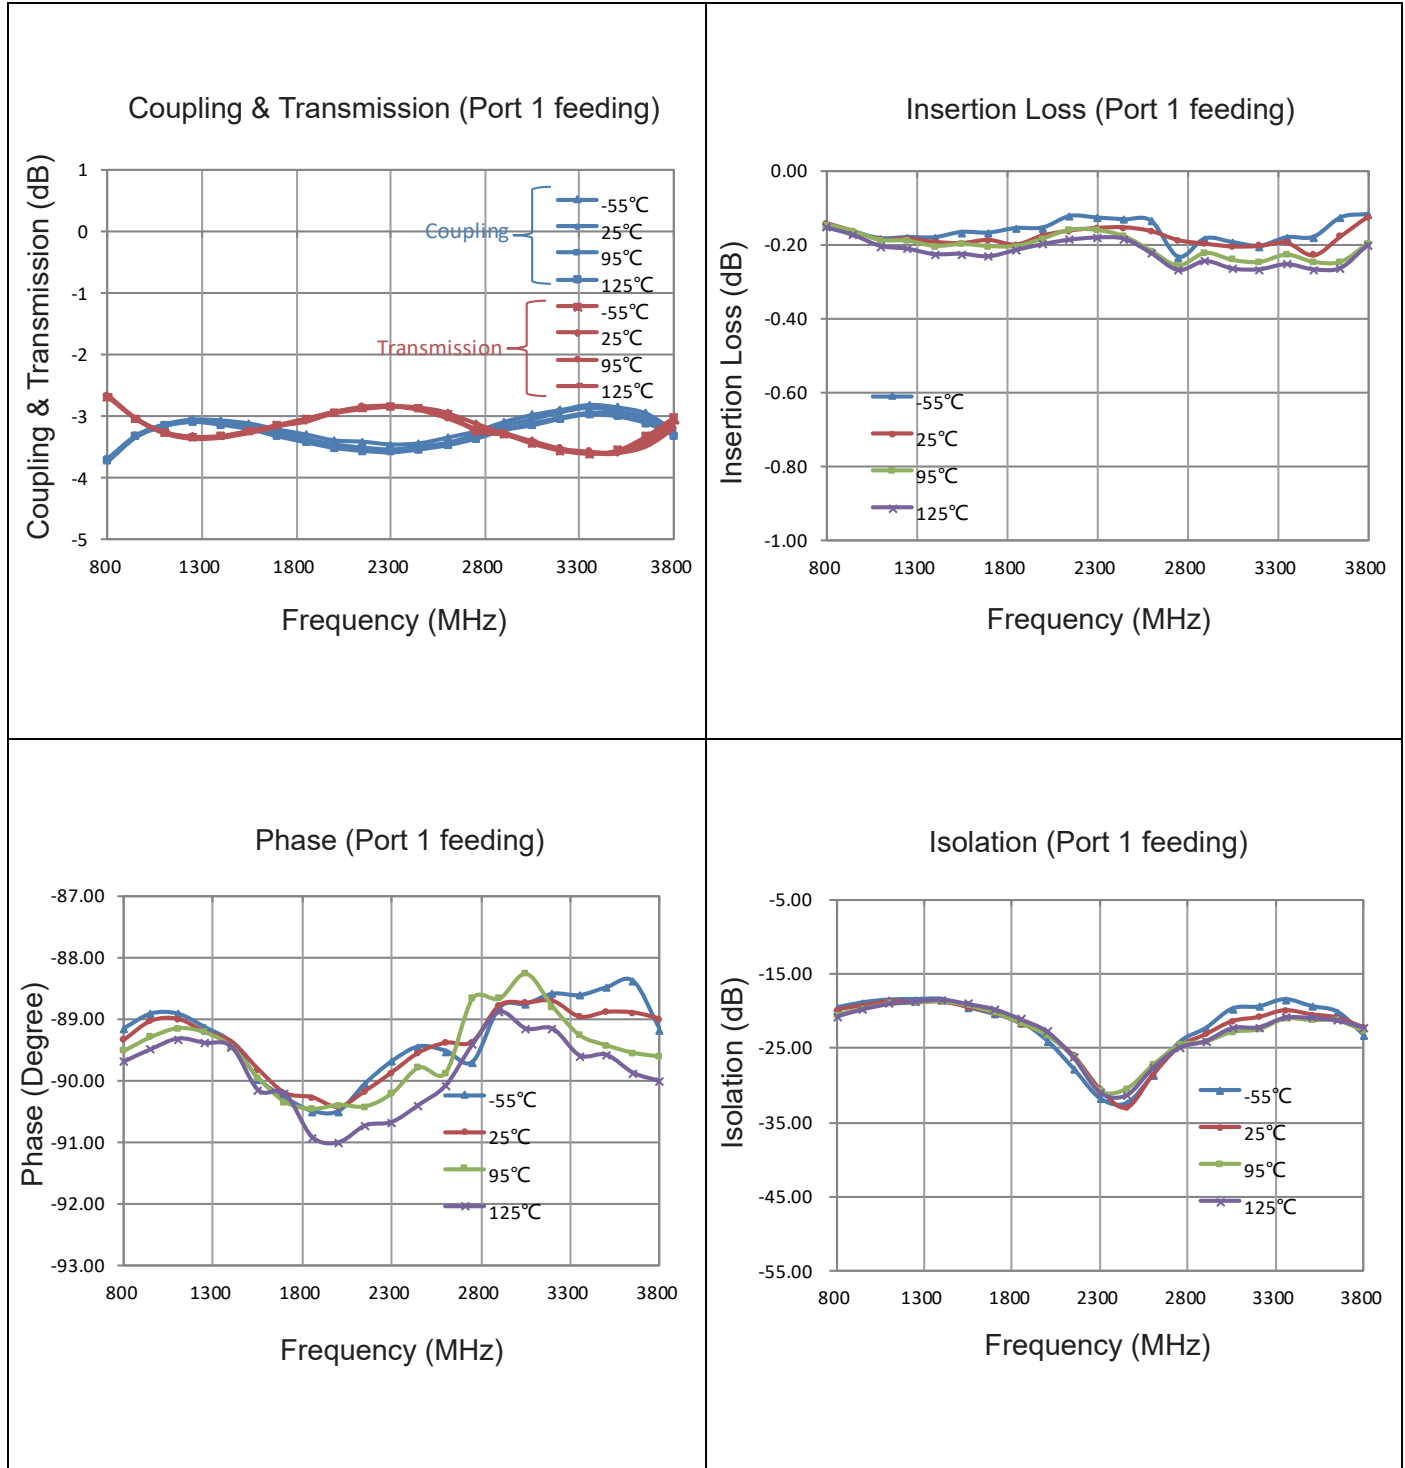 Coupling & Transmission (Port 1 feeding)
Coupling & Transmission (dB)
1
0
-1
-2
-3
-4
-5
Coupling
-55℃
25℃
95℃
125℃
Transmission
-55℃
25℃
95℃
125℃
800 1300 1800 2300 2800 3300 3800
Frequency (MHz)
Insertion Loss (Port 1 feeding)
Insertion Loss (dB)
0.00
-0.20
-0.40
-0.60
-0.80
-1.00
-55℃
25℃
95℃
125℃
800 1300 1800 2300 2800 3300 3800
Frequency (MHz)
Phase (Port 1 feeding)
Phase (Degree)
-87.00
-88.00
-89.00
-90.00
-91.00
-92.00
-93.00
-55℃
25℃
95℃
125℃
800 1300 1800 2300 2800 3300 3800
Frequency (MHz)
Isolation (Port 1 feeding)
Isolation (dB)
-5.00
-15.00
-25.00
-35.00
-45.00
-55.00
-55℃
25℃
95℃
125℃
800 1300 1800 2300 2800 3300 3800
Frequency (MHz)